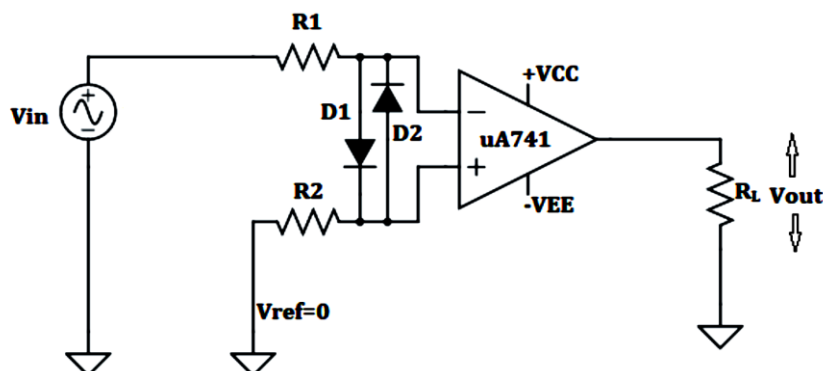 R1
+VCC
Vin
+
−
D1
D2
−
+
uA741
R2
-VEE
RL
Vout
Vref=0